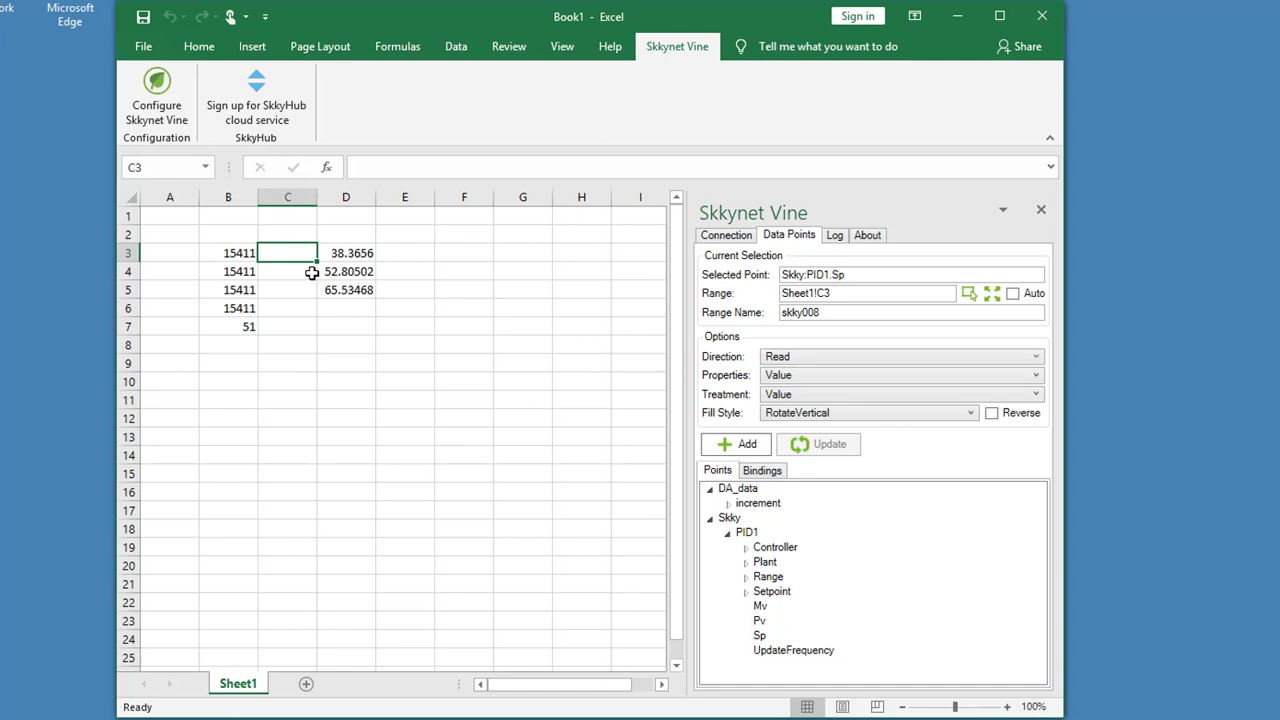 ork
Microsoft
Edge
Book1 - Excel
Sign in
File Home Insert Page Layout Formulas Data Review View Help Skkynet Vine Tell me what you want to do Share
Configure
Skkynet Vine
Configuration
Sign up for SkkyHub
cloud service
SkkyHub
C3
fx
A B C D E F G H I
1
2
3 15411 38.3656
4 15411 52.80502
5 15411 65.53468
6 15411
7 51
8
9
10
11
12
13
14
15
16
17
18
19
20
21
22
23
24
25
Sheet1
Skkynet Vine
Connection Data Points Log About
Current Selection
Selected Point: Skky:PID1.Sp
Range: Sheet1!C3 Auto
Range Name: skky008
Options
Direction: Read
Properties: Value
Treatment: Value
Fill Style: RotateVertical Reverse
Add Update
Points Bindings
DA_data
increment
Skky
PID1
Controller
Plant
Range
Setpoint
Mv
Pv
Sp
UpdateFrequency
Ready
100%